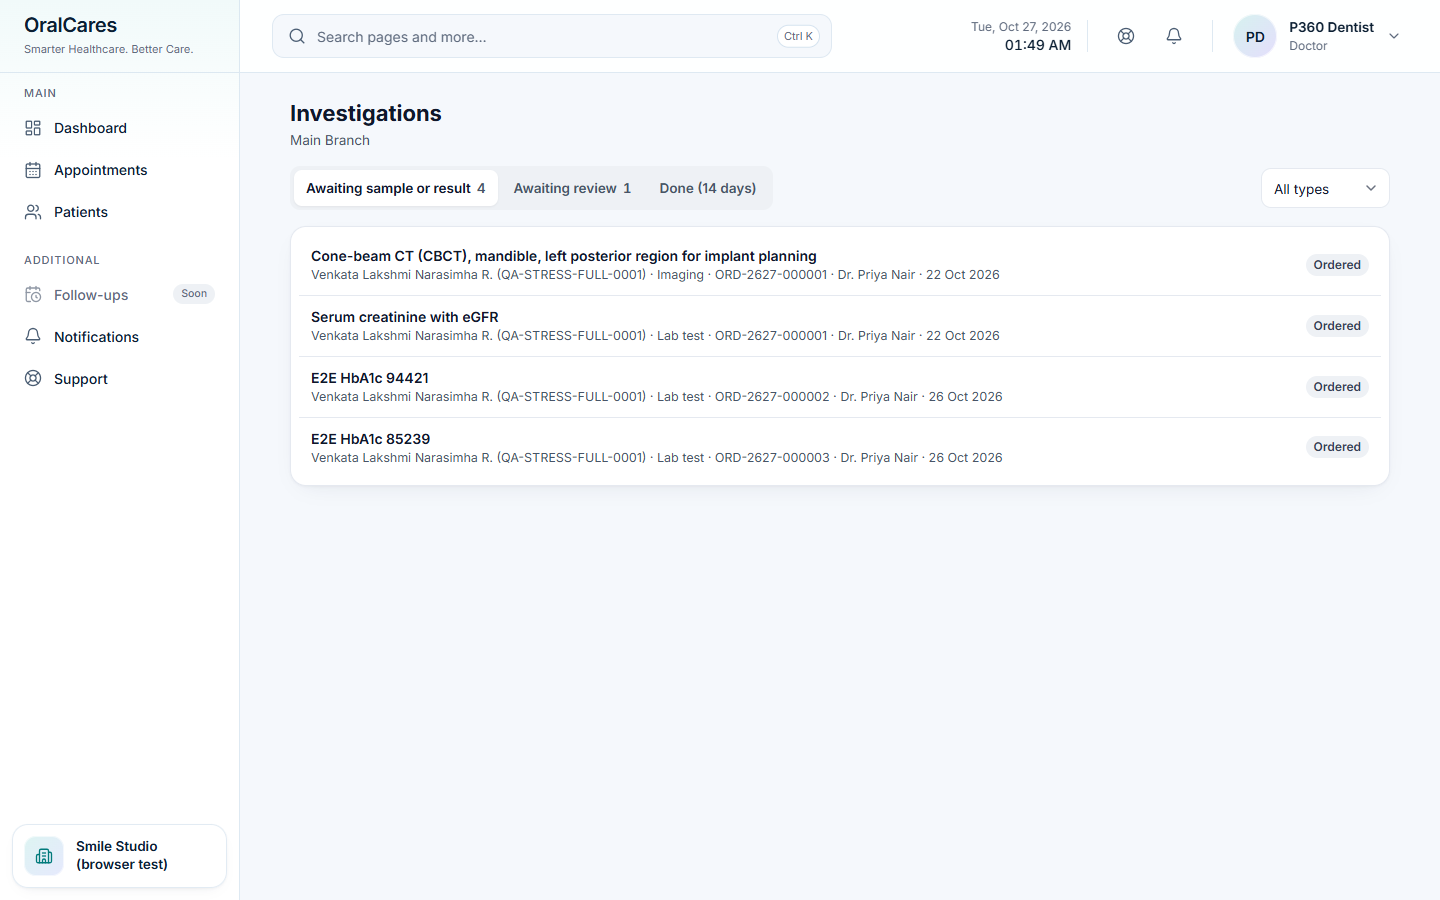 OralCares
Smarter Healthcare. Better Care.
Search pages and more...
Ctrl K
Tue, Oct 27, 2026
01:49 AM
PD
P360 Dentist
Doctor
MAIN
Dashboard
Appointments
Patients
ADDITIONAL
Follow-ups
Soon
Notifications
Support
Smile Studio
(browser test)
Investigations
Main Branch
Awaiting sample or result 4
Awaiting review 1
Done (14 days)
All types
Cone-beam CT (CBCT), mandible, left posterior region for implant planning
Venkata Lakshmi Narasimha R. (QA-STRESS-FULL-0001) · Imaging · ORD-2627-000001 · Dr. Priya Nair · 22 Oct 2026
Ordered
Serum creatinine with eGFR
Venkata Lakshmi Narasimha R. (QA-STRESS-FULL-0001) · Lab test · ORD-2627-000001 · Dr. Priya Nair · 22 Oct 2026
Ordered
E2E HbA1c 94421
Venkata Lakshmi Narasimha R. (QA-STRESS-FULL-0001) · Lab test · ORD-2627-000002 · Dr. Priya Nair · 26 Oct 2026
Ordered
E2E HbA1c 85239
Venkata Lakshmi Narasimha R. (QA-STRESS-FULL-0001) · Lab test · ORD-2627-000003 · Dr. Priya Nair · 26 Oct 2026
Ordered